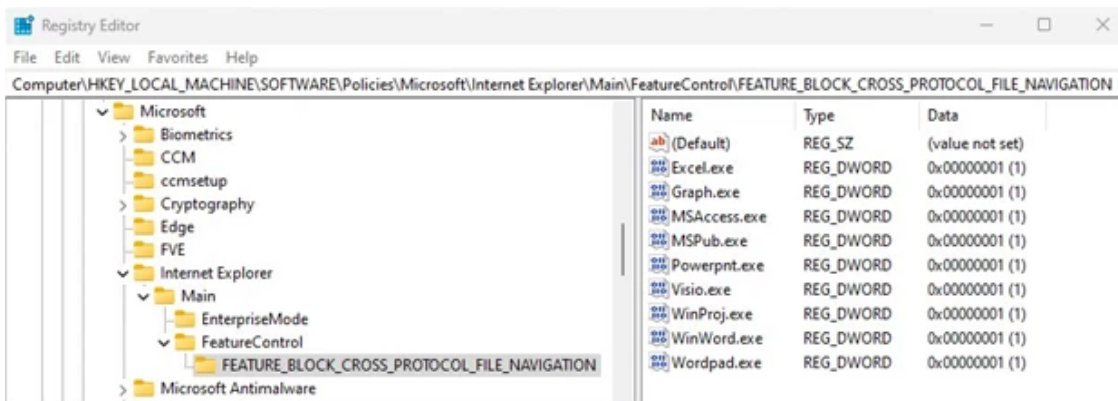 Registry Editor
File Edit View Favorites Help
Computer\HKEY_LOCAL_MACHINE\SOFTWARE\Policies\Microsoft\Internet Explorer\Main\FeatureControl\FEATURE_BLOCK_CROSS_PROTOCOL_FILE_NAVIGATION
Microsoft
Biometrics
CCM
ccmsetup
Cryptography
Edge
FVE
Internet Explorer
Main
EnterpriseMode
FeatureControl
FEATURE_BLOCK_CROSS_PROTOCOL_FILE_NAVIGATION
Microsoft Antimalware
Name Type Data
(Default) REG_SZ (value not set)
Excel.exe REG_DWORD 0x00000001 (1)
Graph.exe REG_DWORD 0x00000001 (1)
MSAccess.exe REG_DWORD 0x00000001 (1)
MSPub.exe REG_DWORD 0x00000001 (1)
Powerpnt.exe REG_DWORD 0x00000001 (1)
Visio.exe REG_DWORD 0x00000001 (1)
WinProj.exe REG_DWORD 0x00000001 (1)
WinWord.exe REG_DWORD 0x00000001 (1)
Wordpad.exe REG_DWORD 0x00000001 (1)